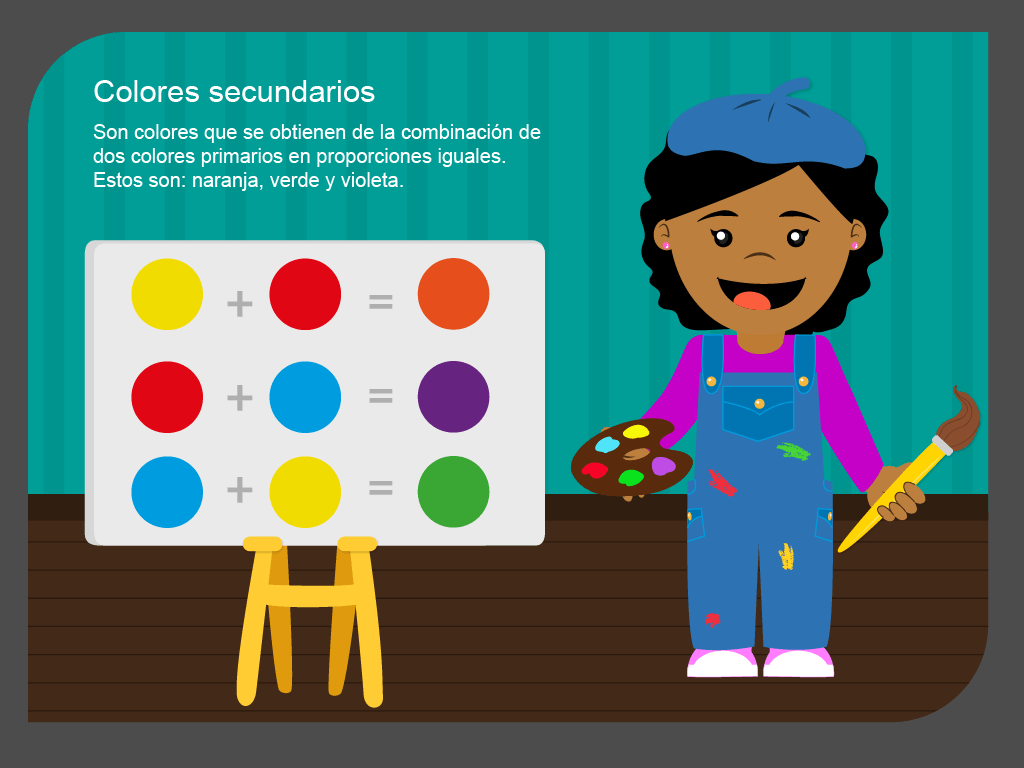 Colores secundarios
Son colores que se obtienen de la combinación de
dos colores primarios en proporciones iguales.
Estos son: naranja, verde y violeta.
+ =
+ =
+ =